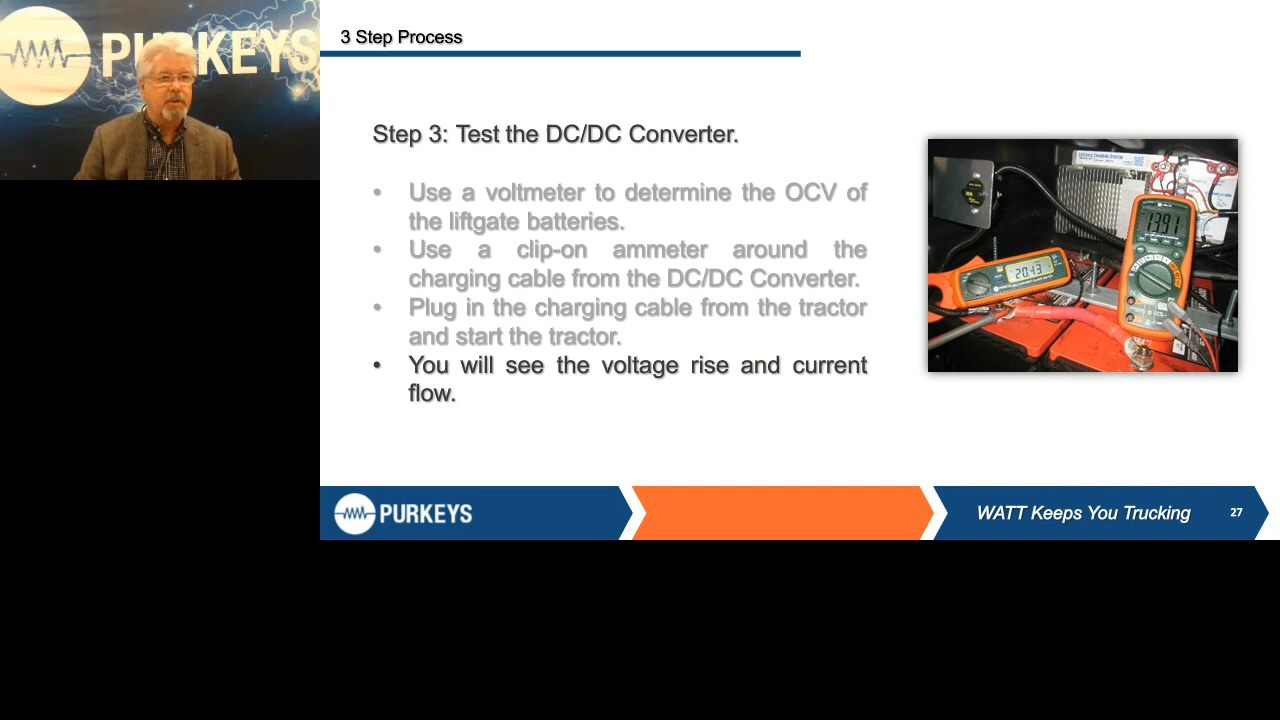 PURKEYS
3 Step Process
Step 3: Test the DC/DC Converter.
• Use a voltmeter to determine the OCV of
the liftgate batteries.
• Use a clip-on ammeter around the
charging cable from the DC/DC Converter.
• Plug in the charging cable from the tractor
and start the tractor.
• You will see the voltage rise and current
flow.
13.91
20.13
PURKEYS
WATT Keeps You Trucking
27